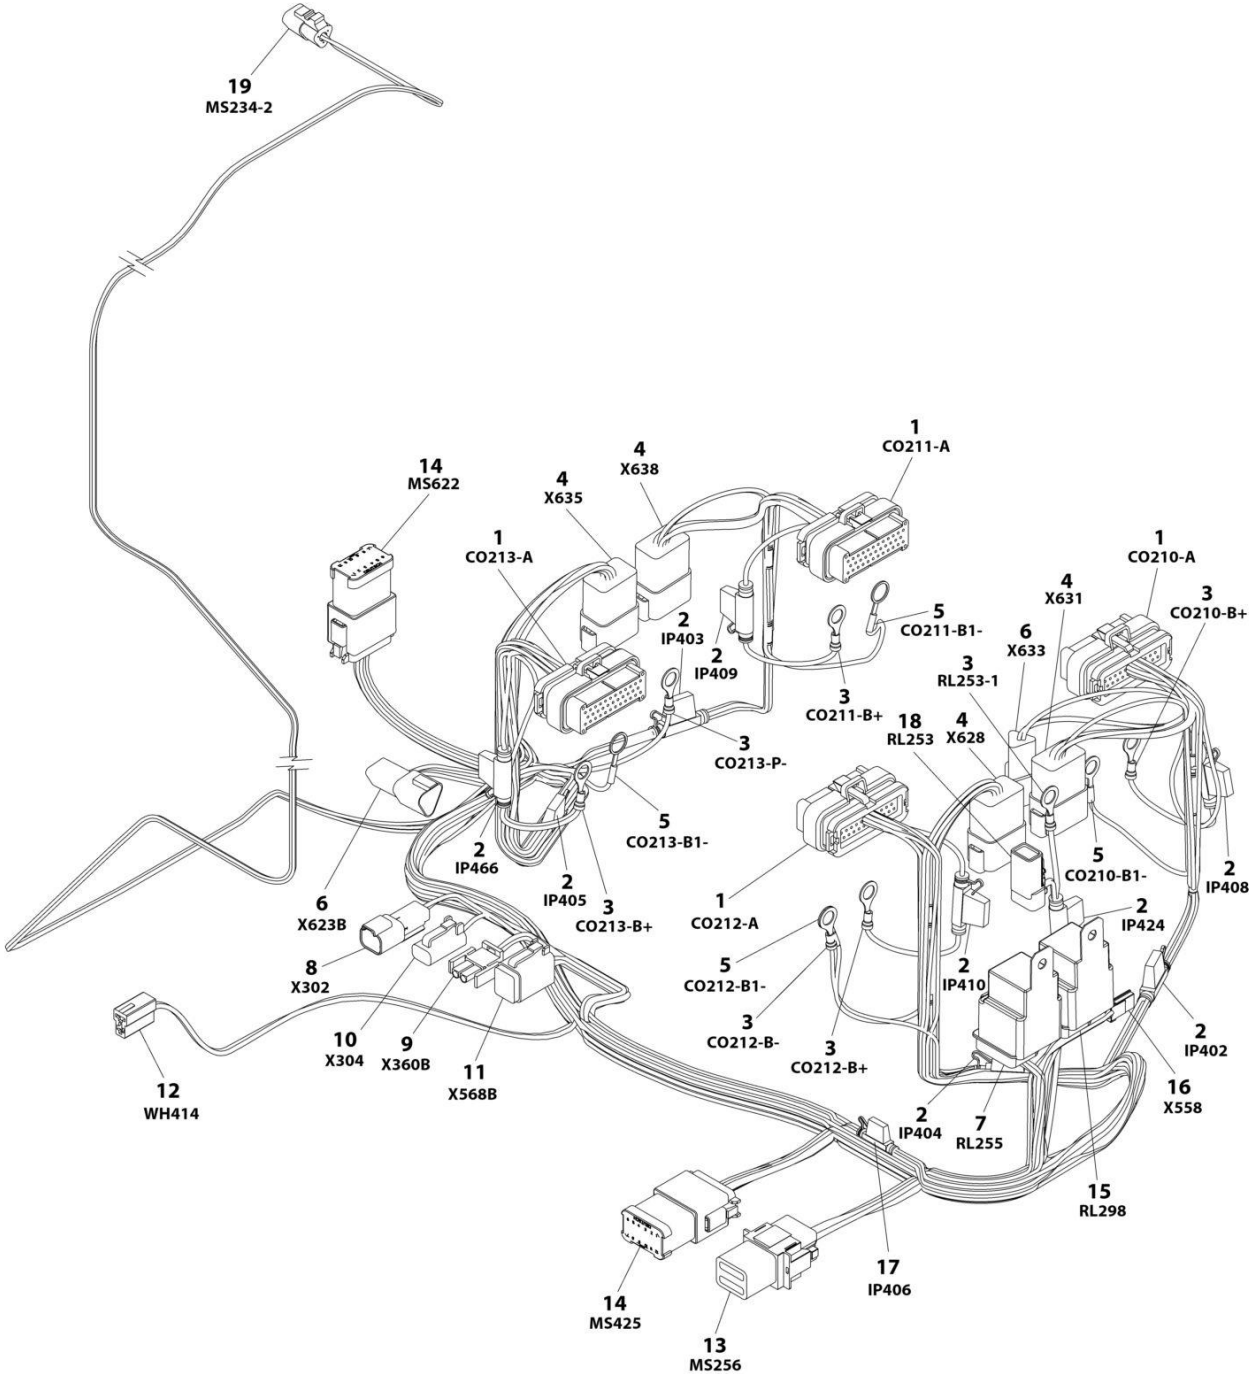 19
MS234-2
1
CO211-A
4
X638
14
MS622
4
X635
1
CO213-A
1
CO210-A
4
X631
3
CO210-B+
5
CO211-B1-
2
IP403
6
X633
2
IP409
3
RL253-1
3
CO211-B+
18
RL253
4
X628
3
CO213-P-
5
CO213-B1-
2
IP466
5
CO210-B1-
2
IP408
2
IP405
6
X623B
3
CO213-B+
1
CO212-A
2
IP424
8
X302
5
CO212-B1-
2
IP410
10
X304
9
X360B
3
CO212-B-
2
IP402
3
CO212-B+
11
X568B
12
WH414
16
X558
2
IP404
7
RL255
15
RL298
17
IP406
14
MS425
13
MS256